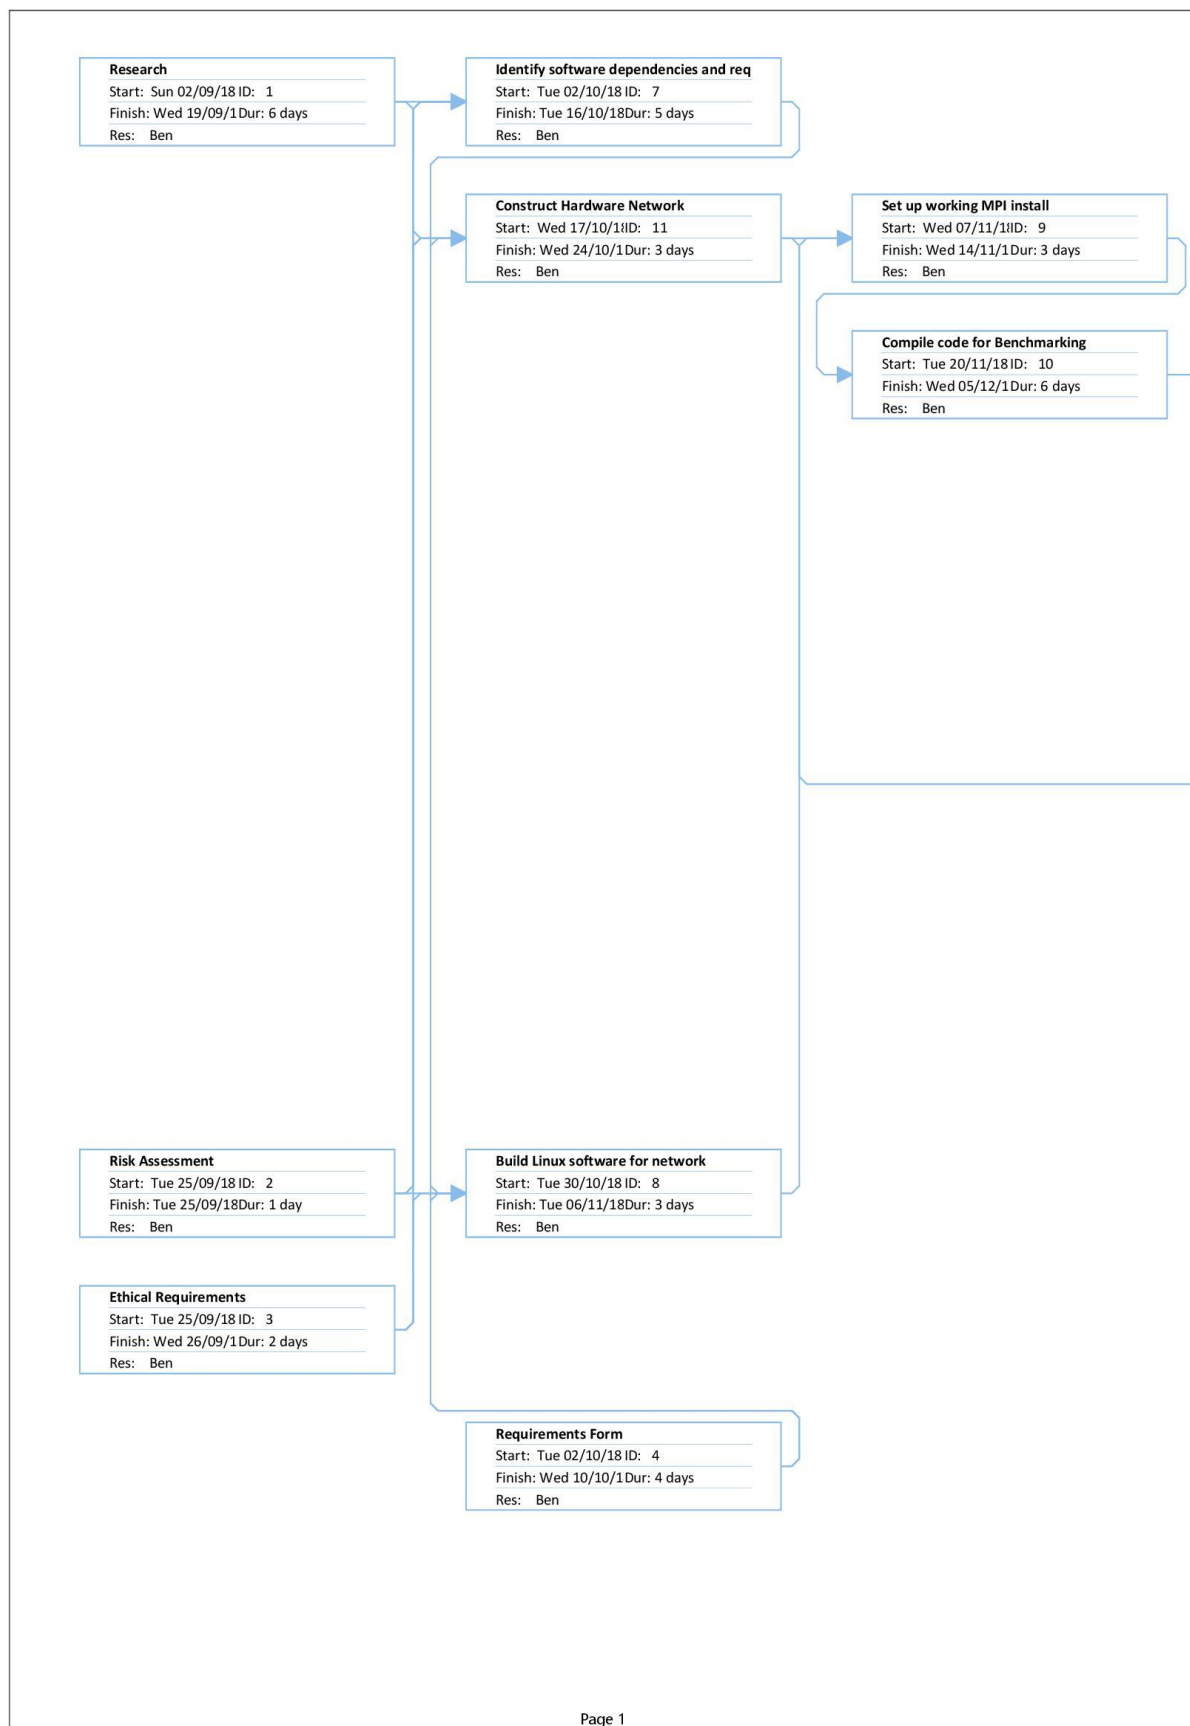 Research
Start: Sun 02/09/18 ID: 1
Finish: Wed 19/09/1 Dur: 6 days
Res: Ben
Identify software dependencies and req
Start: Tue 02/10/18 ID: 7
Finish: Tue 16/10/18 Dur: 5 days
Res: Ben
Construct Hardware Network
Start: Wed 17/10/1 ID: 11
Finish: Wed 24/10/1 Dur: 3 days
Res: Ben
Set up working MPI install
Start: Wed 07/11/1 ID: 9
Finish: Wed 14/11/1 Dur: 3 days
Res: Ben
Compile code for Benchmarking
Start: Tue 20/11/18 ID: 10
Finish: Wed 05/12/1 Dur: 6 days
Res: Ben
Risk Assessment
Start: Tue 25/09/18 ID: 2
Finish: Tue 25/09/18 Dur: 1 day
Res: Ben
Build Linux software for network
Start: Tue 30/10/18 ID: 8
Finish: Tue 06/11/18 Dur: 3 days
Res: Ben
Ethical Requirements
Start: Tue 25/09/18 ID: 3
Finish: Wed 26/09/1 Dur: 2 days
Res: Ben
Requirements Form
Start: Tue 02/10/18 ID: 4
Finish: Wed 10/10/1 Dur: 4 days
Res: Ben
Page 1